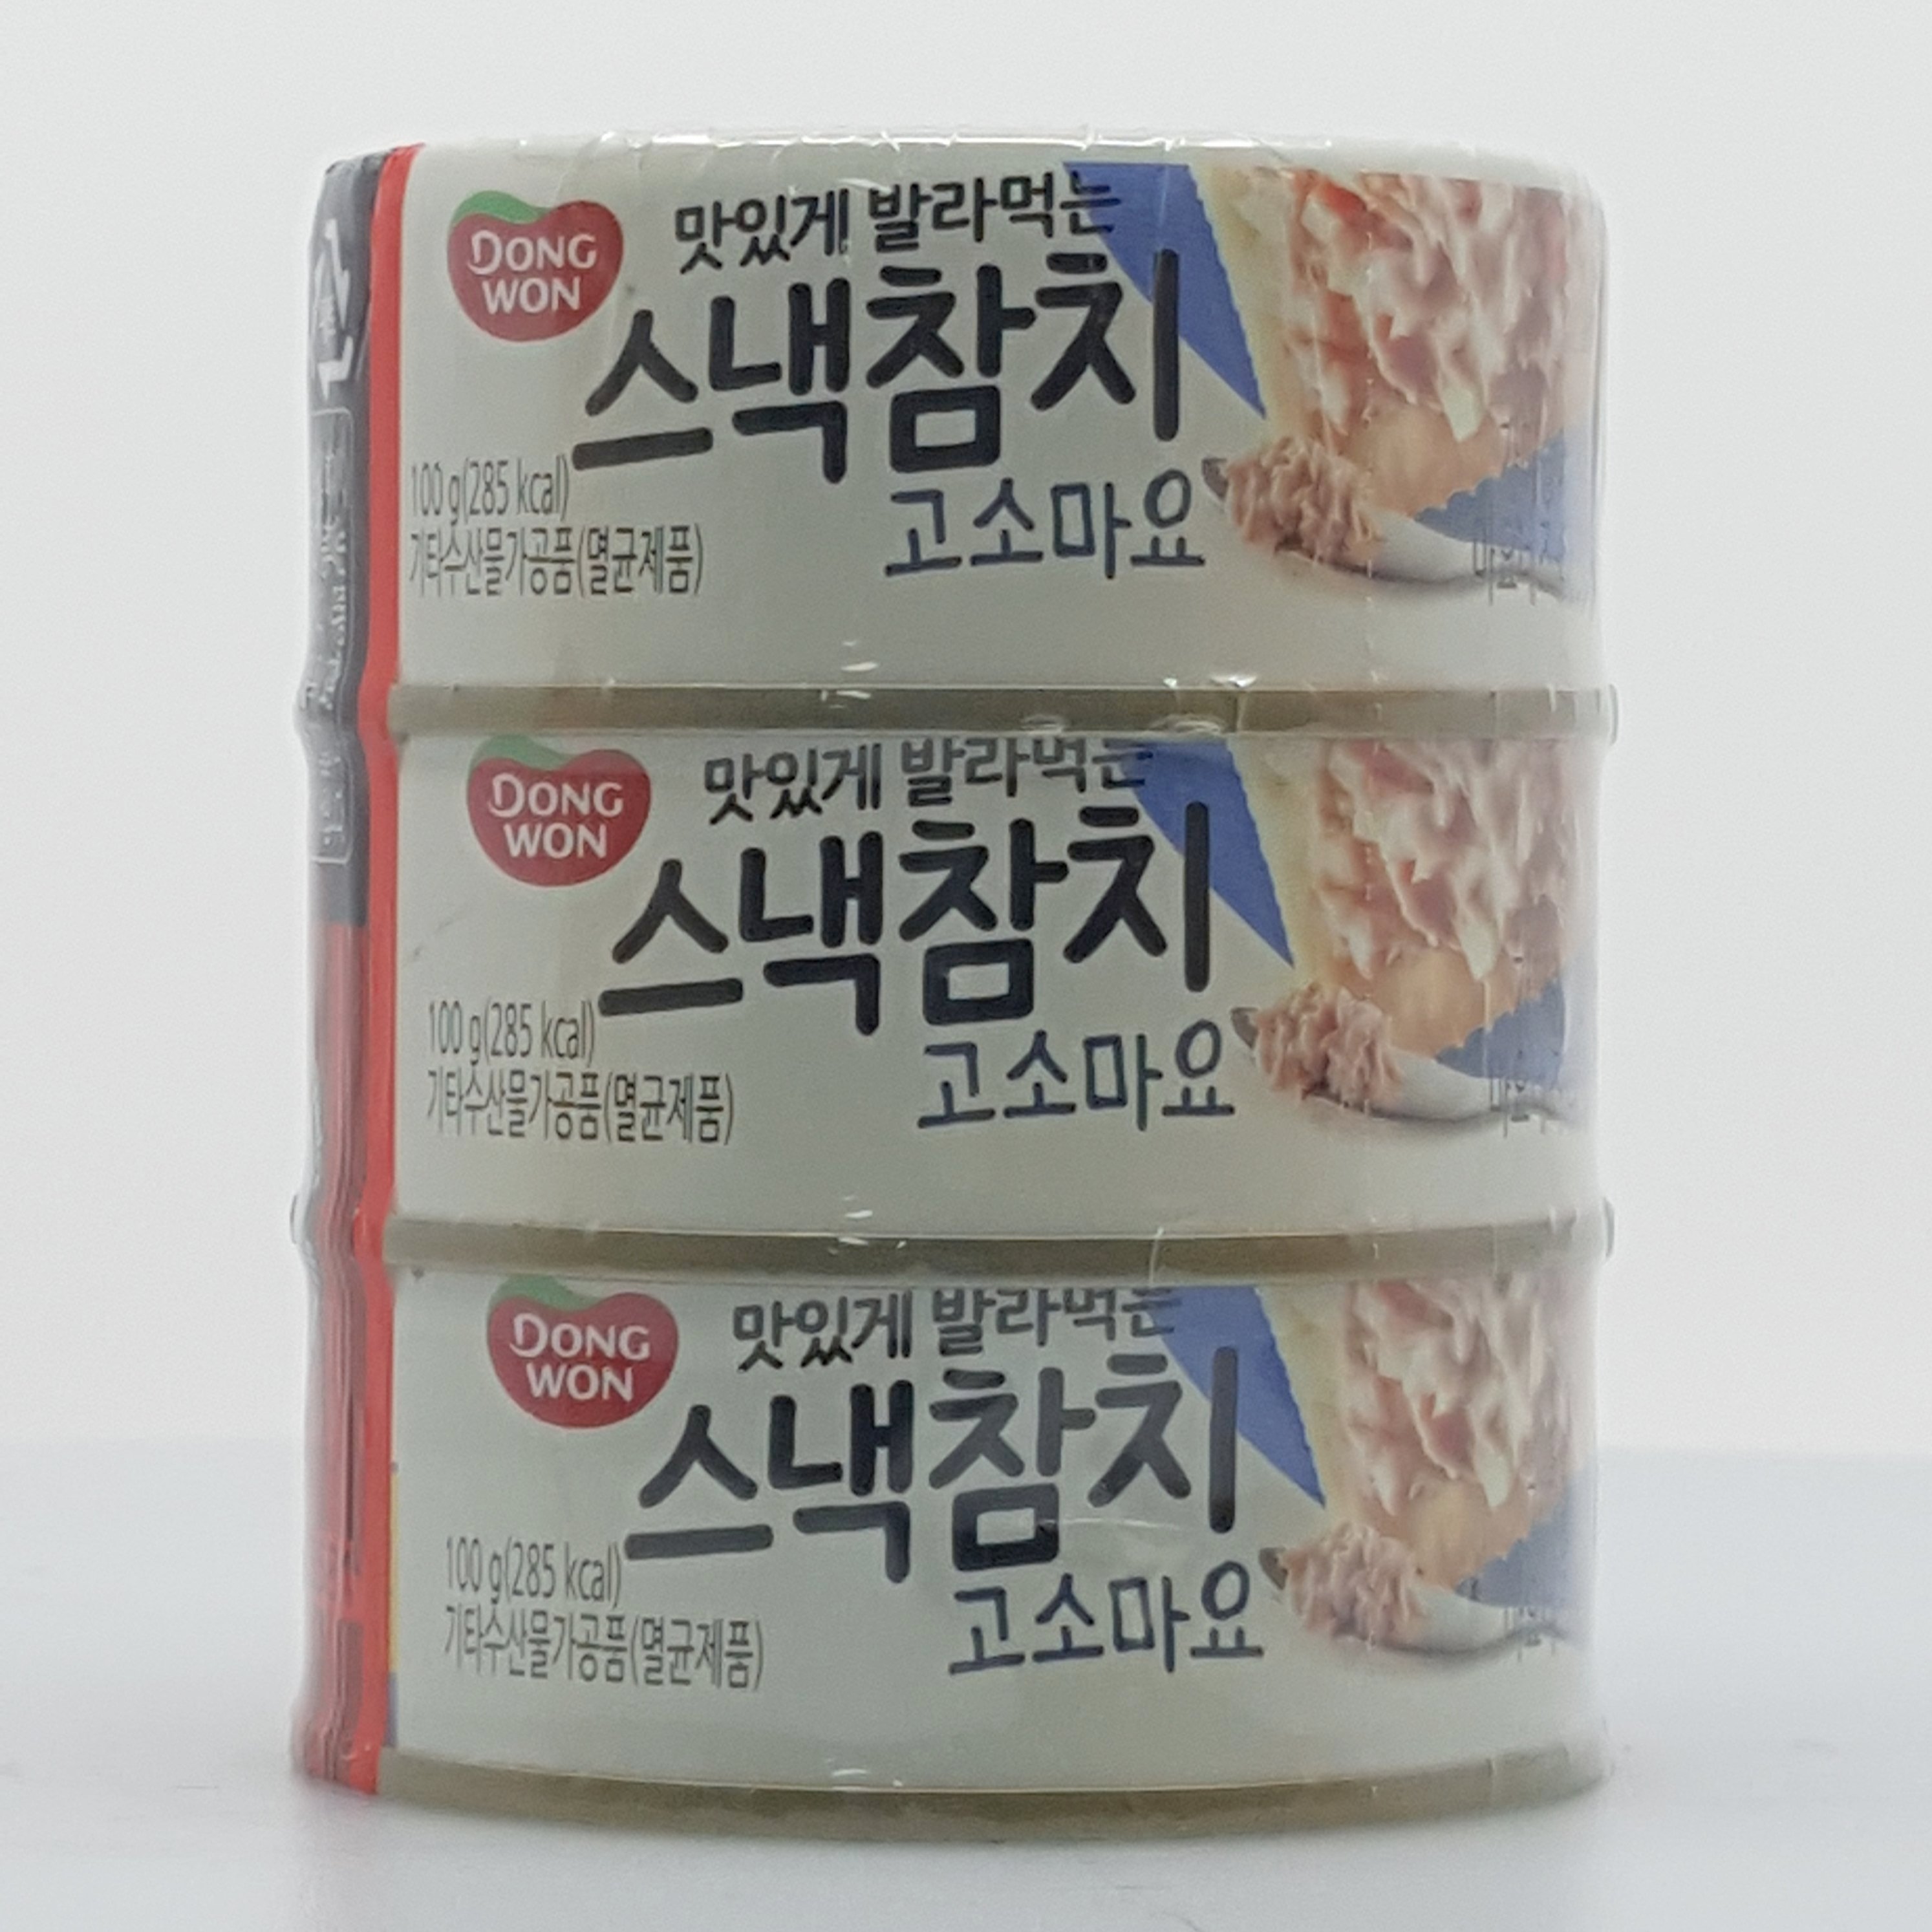 DONG
WON
맛있게 발라먹는
스낵참치
고소마요
100 g(285 kcal)
기타수산물가공품(멸균제품)
DONG
WON
맛있게 발라먹는
스낵참치
고소마요
100 g(285 kcal)
기타수산물가공품(멸균제품)
DONG
WON
맛있게 발라먹는
스낵참치
고소마요
100 g(285 kcal)
기타수산물가공품(멸균제품)